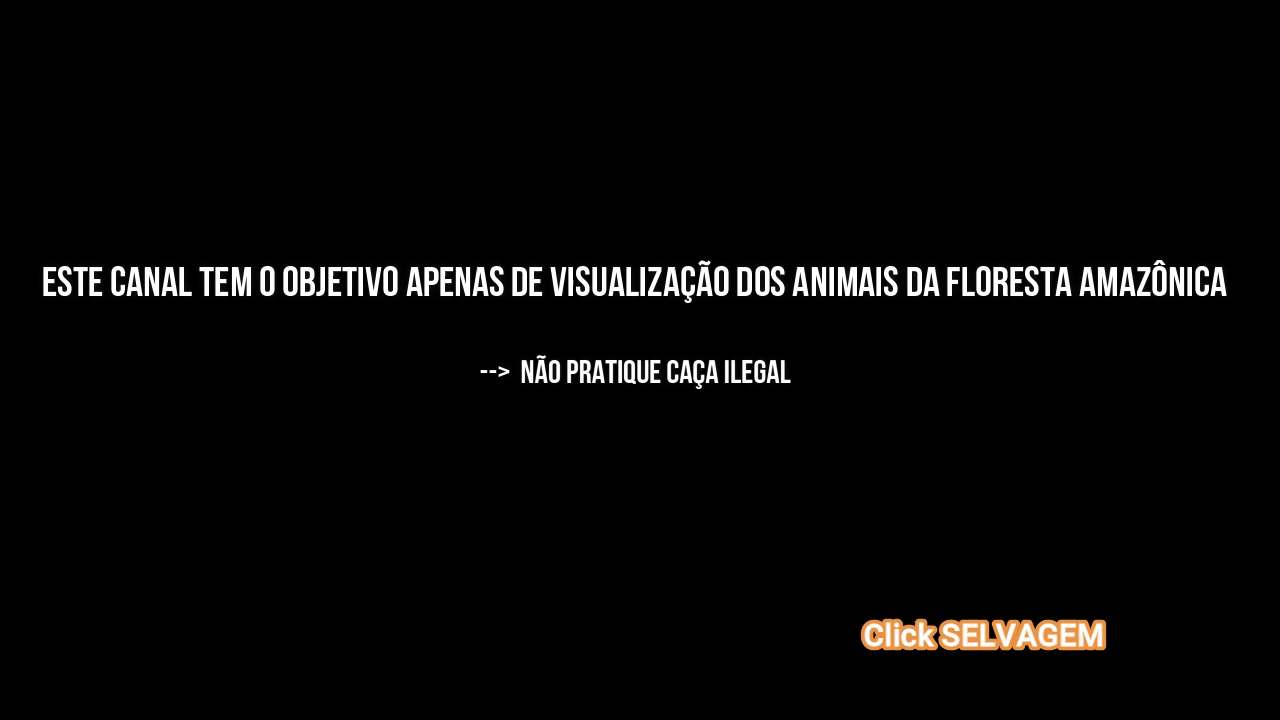 ESTE CANAL TEM O OBJETIVO APENAS DE VISUALIZAÇÃO DOS ANIMAIS DA FLORESTA AMAZÔNICA
--> NÃO PRATIQUE CAÇA ILEGAL
Click SELVAGEM